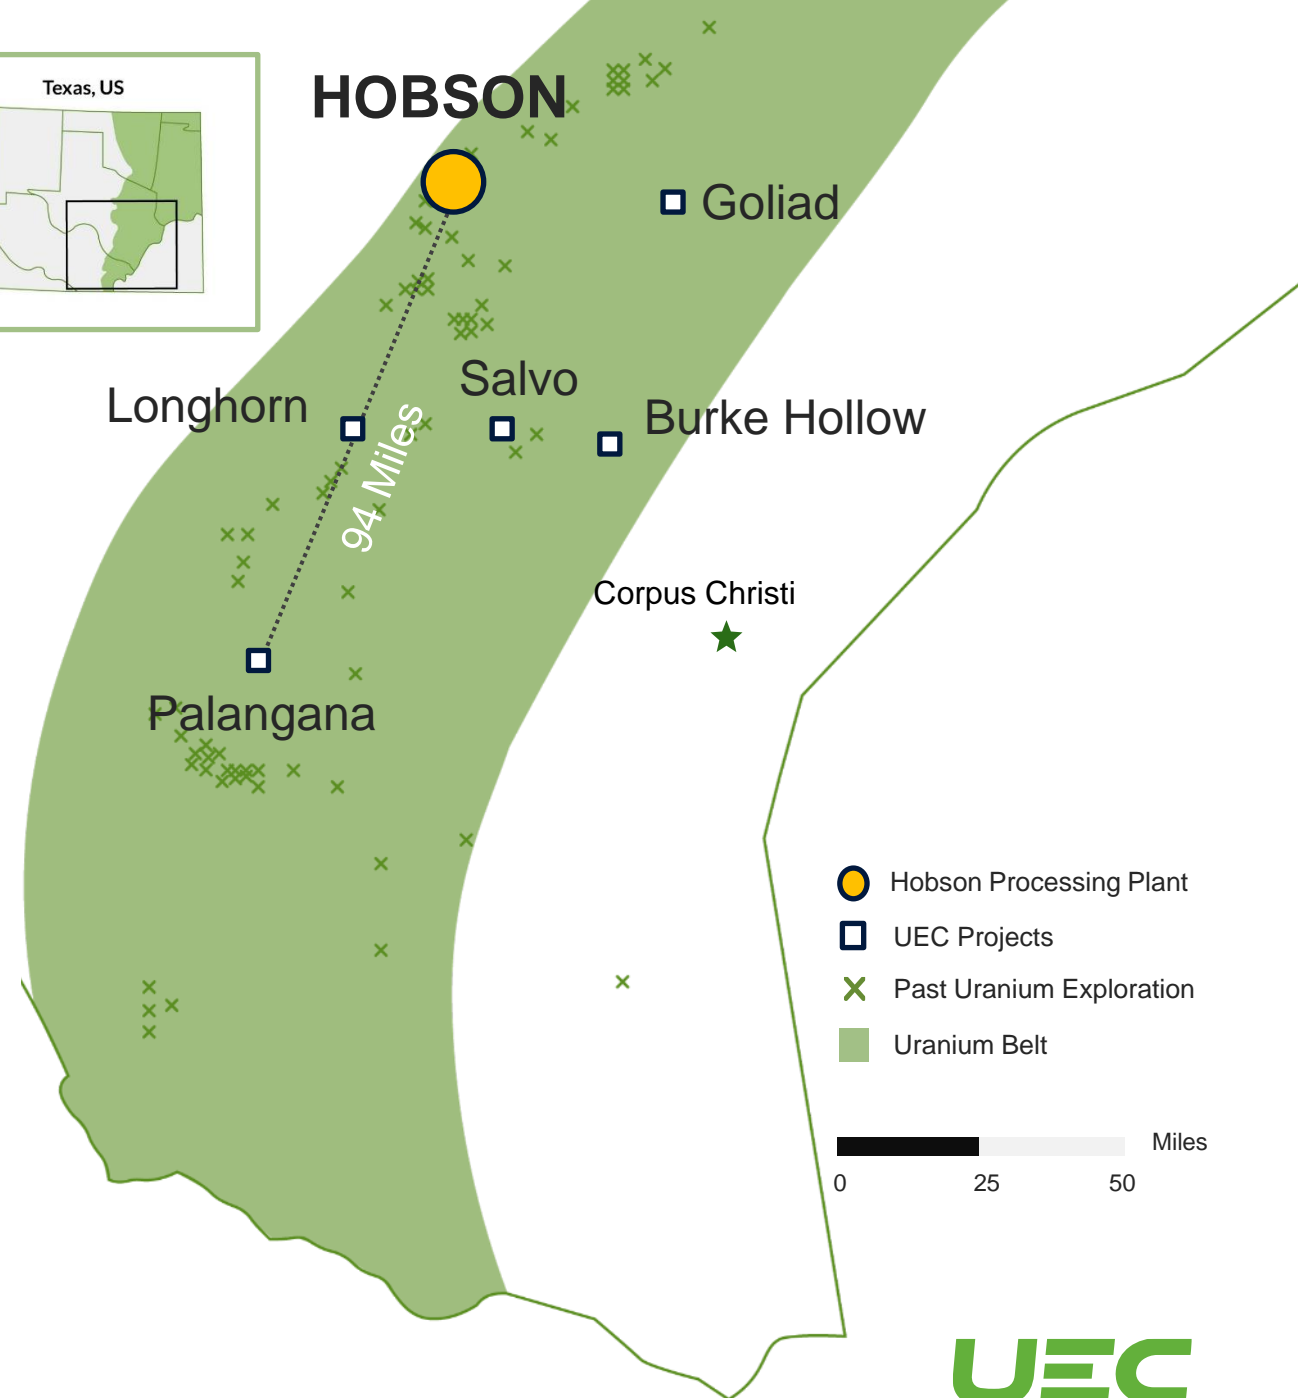 Texas, US
HOBSON
Goliad
Salvo
Longhorn
Burke Hollow
94 Miles
Corpus Christi
Palangana
Hobson Processing Plant
UEC Projects
Past Uranium Exploration
Uranium Belt
Miles
0 25 50
UEC